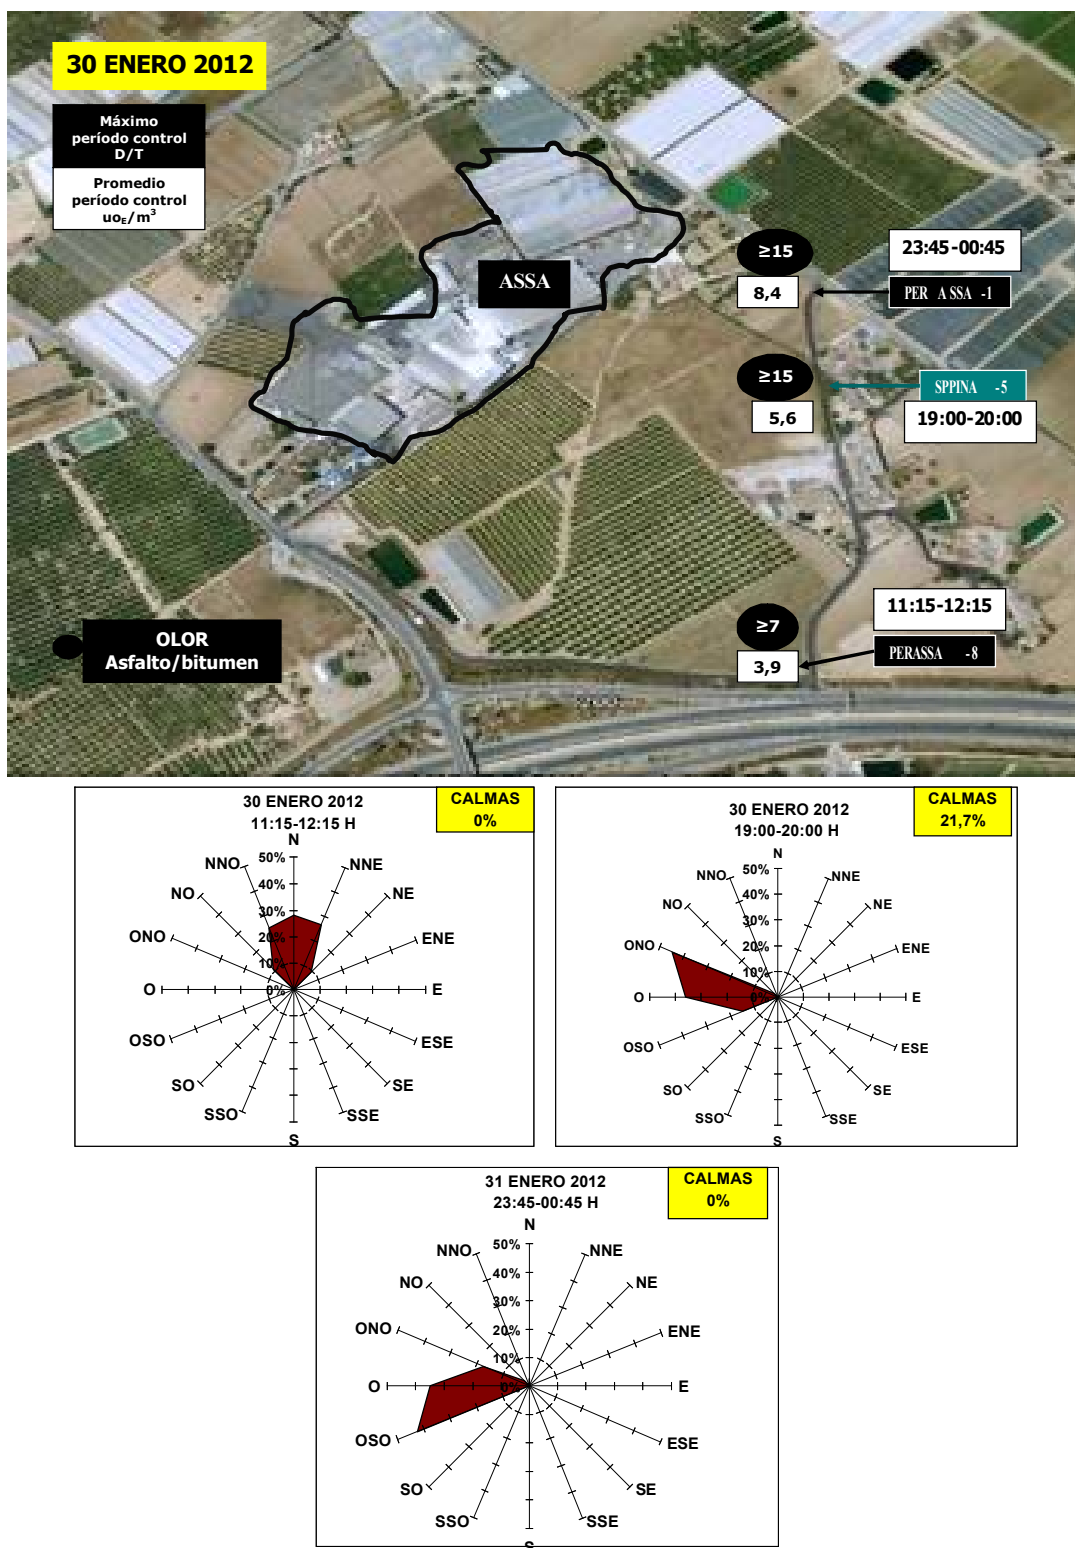 30 ENERO 2012
Máximo
período control
D/T
Promedio
período control
uoE/m³
ASSA
≥15
8,4
23:45-00:45
PER A SSA -1
≥15
5,6
SPPINA -5
19:00-20:00
11:15-12:15
≥7
3,9
PERASSA -8
OLOR
Asfalto/bitumen
30 ENERO 2012
11:15-12:15 H
CALMAS
0%
N
NNE
NE
ENE
E
ESE
SE
SSE
S
SSO
SO
OSO
O
ONO
NO
NNO
50%
40%
30%
20%
10%
0%
30 ENERO 2012
19:00-20:00 H
CALMAS
21,7%
N
NNE
NE
ENE
E
ESE
SE
SSE
S
SSO
SO
OSO
O
ONO
NO
NNO
50%
40%
30%
20%
10%
0%
31 ENERO 2012
23:45-00:45 H
CALMAS
0%
N
NNE
NE
ENE
E
ESE
SE
SSE
S
SSO
SO
OSO
O
ONO
NO
NNO
50%
40%
30%
20%
10%
0%